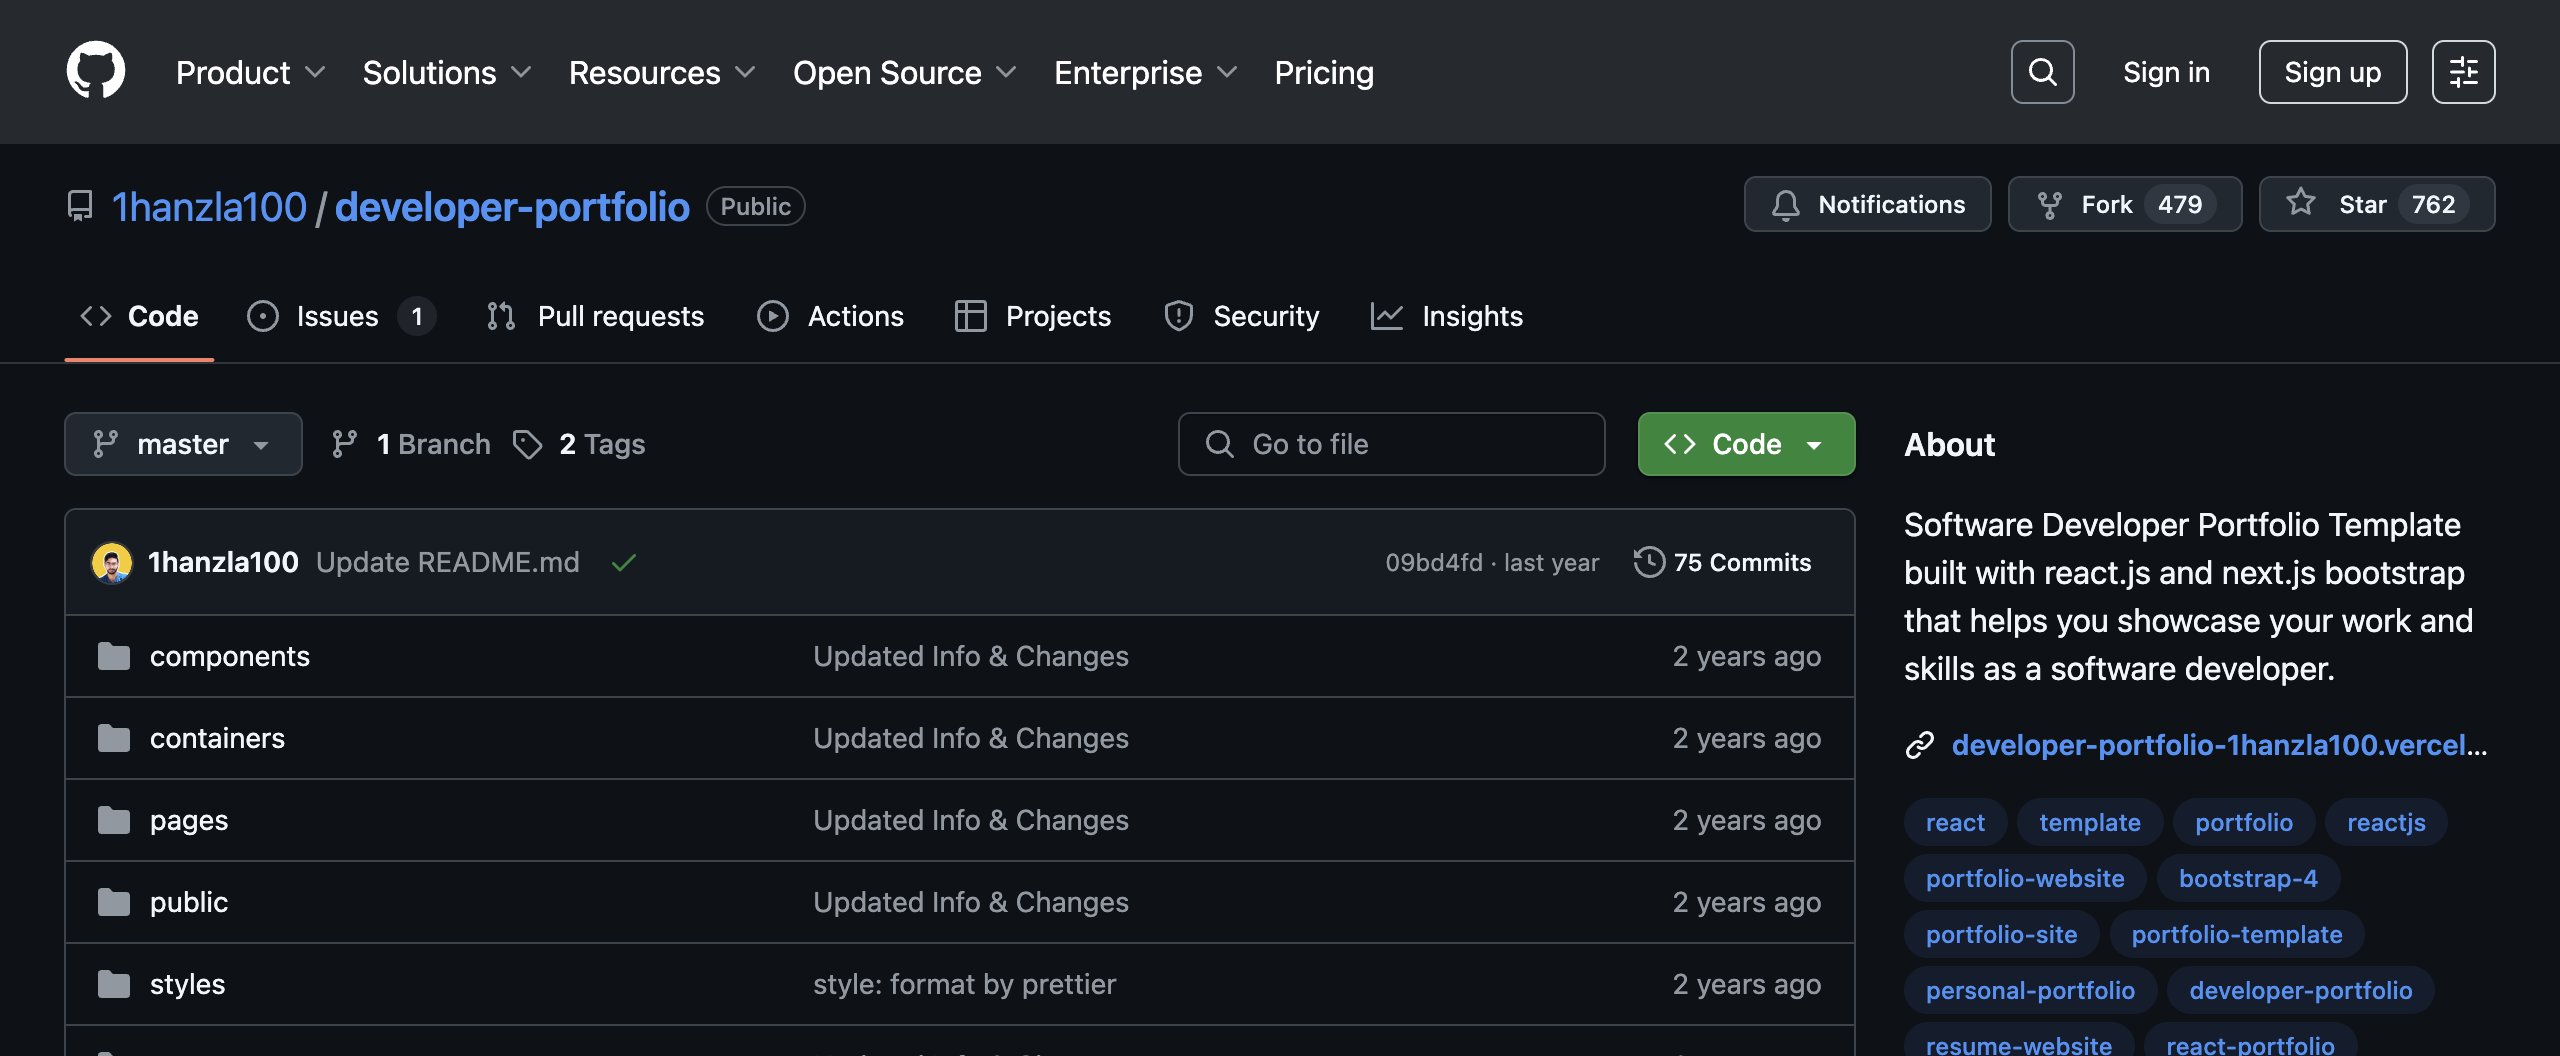 Product Solutions Resources Open Source Enterprise Pricing Sign in Sign up
1hanzla100 / developer-portfolio Public Notifications Fork 479 Star 762
Code Issues 1 Pull requests Actions Projects Security Insights
master 1 Branch 2 Tags Go to file Code
1hanzla100 Update README.md 09bd4fd · last year 75 Commits
components Updated Info & Changes 2 years ago
containers Updated Info & Changes 2 years ago
pages Updated Info & Changes 2 years ago
public Updated Info & Changes 2 years ago
styles style: format by prettier 2 years ago
About
Software Developer Portfolio Template
built with react.js and next.js bootstrap
that helps you showcase your work and
skills as a software developer.
developer-portfolio-1hanzla100.vercel...
react template portfolio reactjs
portfolio-website bootstrap-4
portfolio-site portfolio-template
personal-portfolio developer-portfolio
resume-website react-portfolio